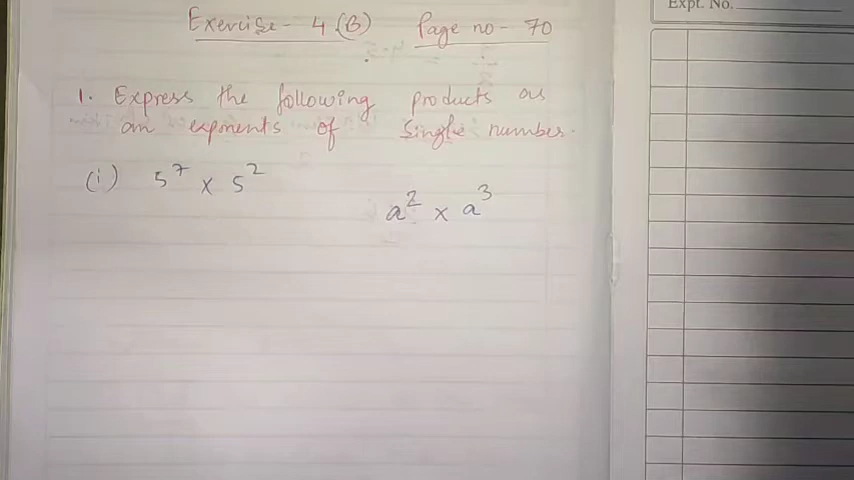 Expt. No.
Exercise - 4 (B) Page no - 70
1. Express the following products as
an exponents of single number.
(i) 5⁷ × 5²
a² × a³